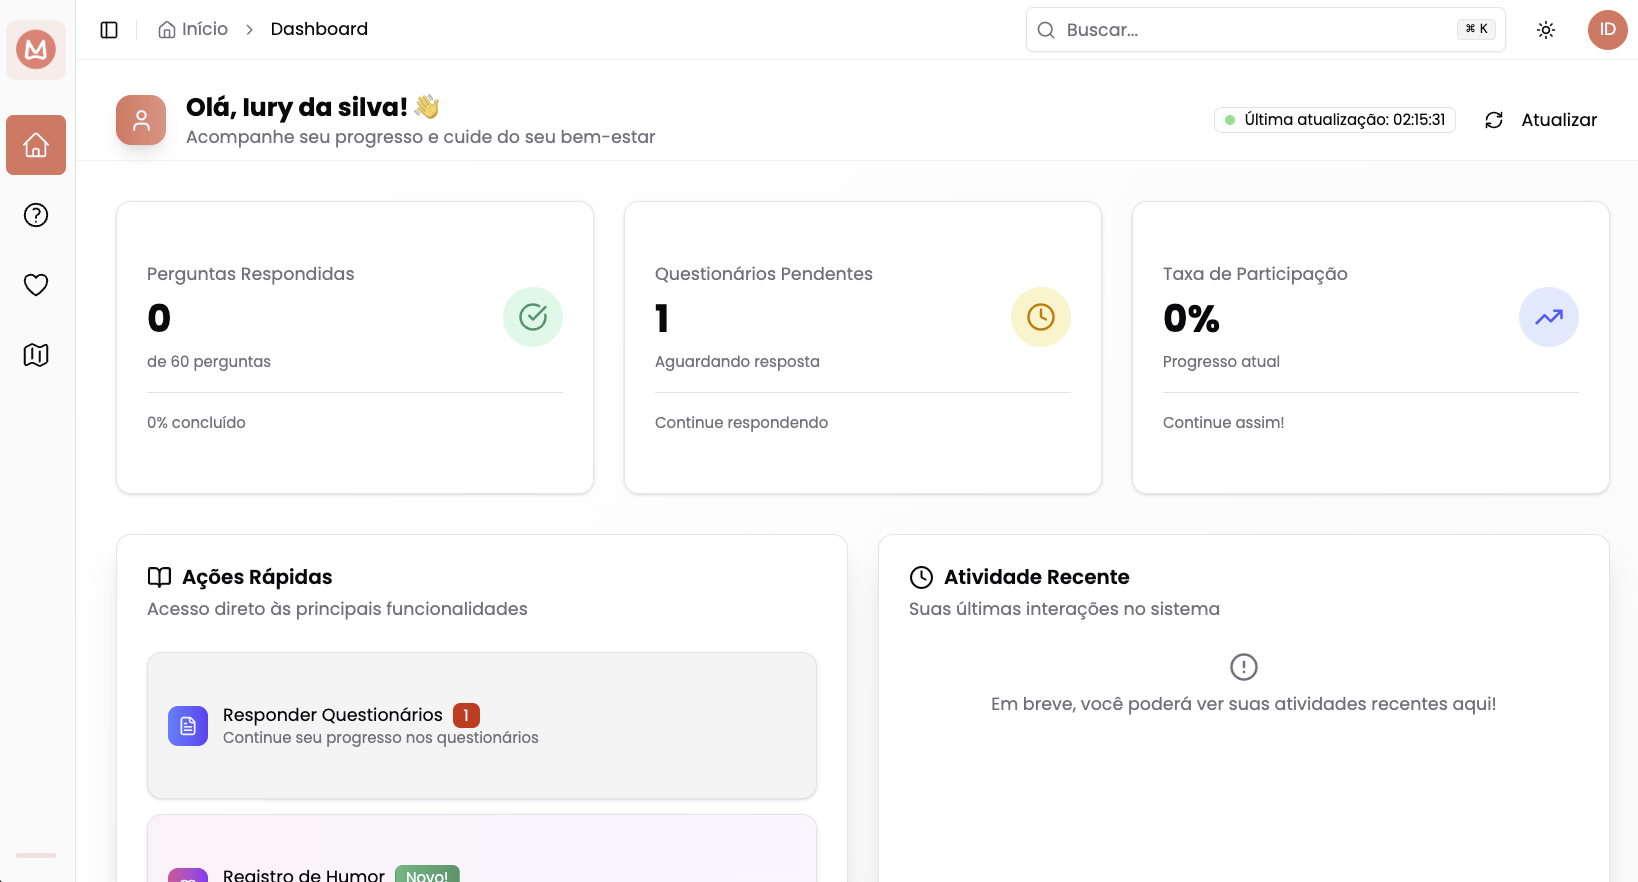 Início
Dashboard
Buscar...
⌘ K
ID
Olá, Iury da silva! 👋
Acompanhe seu progresso e cuide do seu bem-estar
Última atualização: 02:15:31
Atualizar
Perguntas Respondidas
0
de 60 perguntas
0% concluído
Questionários Pendentes
1
Aguardando resposta
Continue respondendo
Taxa de Participação
0%
Progresso atual
Continue assim!
Ações Rápidas
Acesso direto às principais funcionalidades
Responder Questionários 1
Continue seu progresso nos questionários
Registro de Humor Novo!
Atividade Recente
Suas últimas interações no sistema
Em breve, você poderá ver suas atividades recentes aqui!